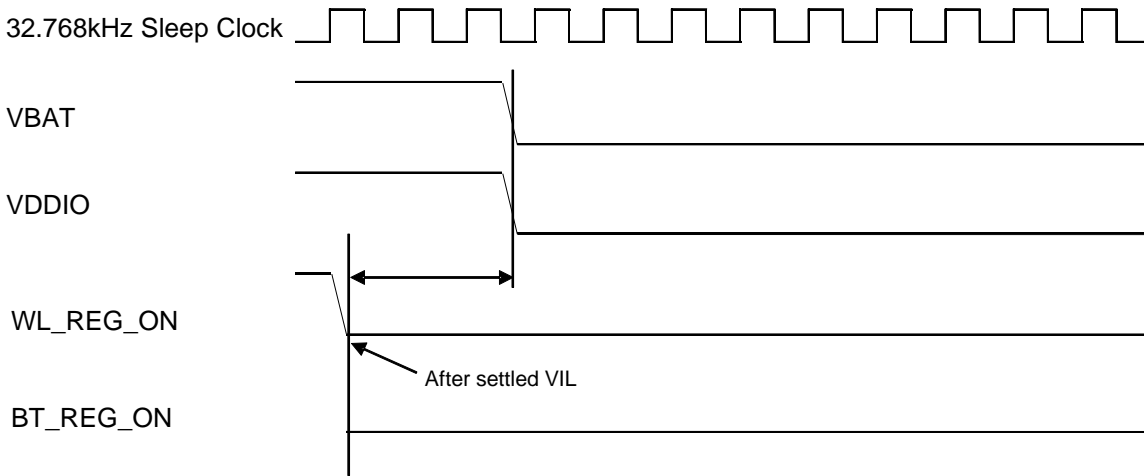 32.768kHz Sleep Clock
VBAT
VDDIO
WL_REG_ON
After settled VIL
BT_REG_ON